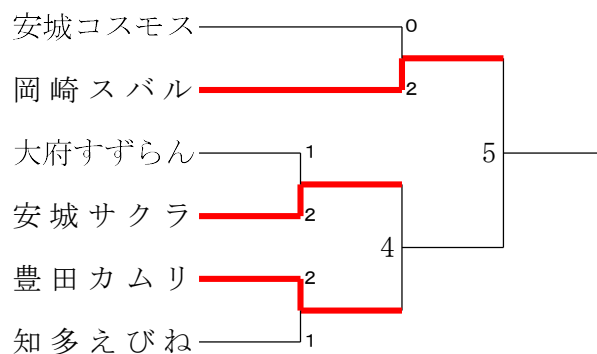 安城コスモス
0
岡崎スバル
2
大府すずらん
1
5
安城サクラ
2
4
豊田カムリ
2
知多えびね
1